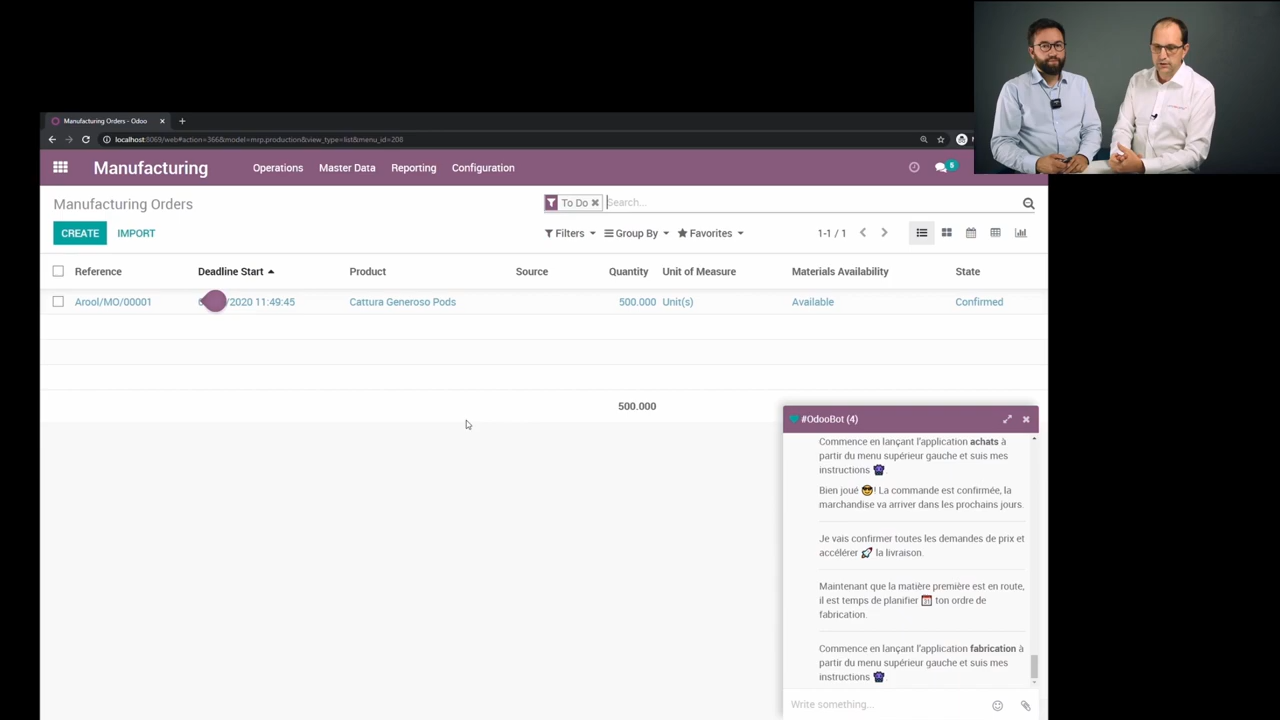 Manufacturing Orders - Odoo
localhost:8069/web#action=366&model=mrp.production&view_type=list&menu_id=208
Manufacturing Operations Master Data Reporting Configuration 5
Manufacturing Orders To Do Search...
CREATE IMPORT Filters Group By Favorites 1-1 / 1
Reference Deadline Start Product Source Quantity Unit of Measure Materials Availability State
Arool/MO/00001 /2020 11:49:45 Cattura Generoso Pods 500.000 Unit(s) Available Confirmed
500.000
#OdooBot (4)
Commence en lançant l'application achats à
partir du menu supérieur gauche et suis mes
instructions
Bien joué 😎! La commande est confirmée, la
marchandise va arriver dans les prochains jours.
Je vais confirmer toutes les demandes de prix et
accélérer 🚀 la livraison.
Maintenant que la matière première est en route,
il est temps de planifier 📅 ton ordre de
fabrication.
Commence en lançant l'application fabrication à
partir du menu supérieur gauche et suis mes
instructions
Write something...